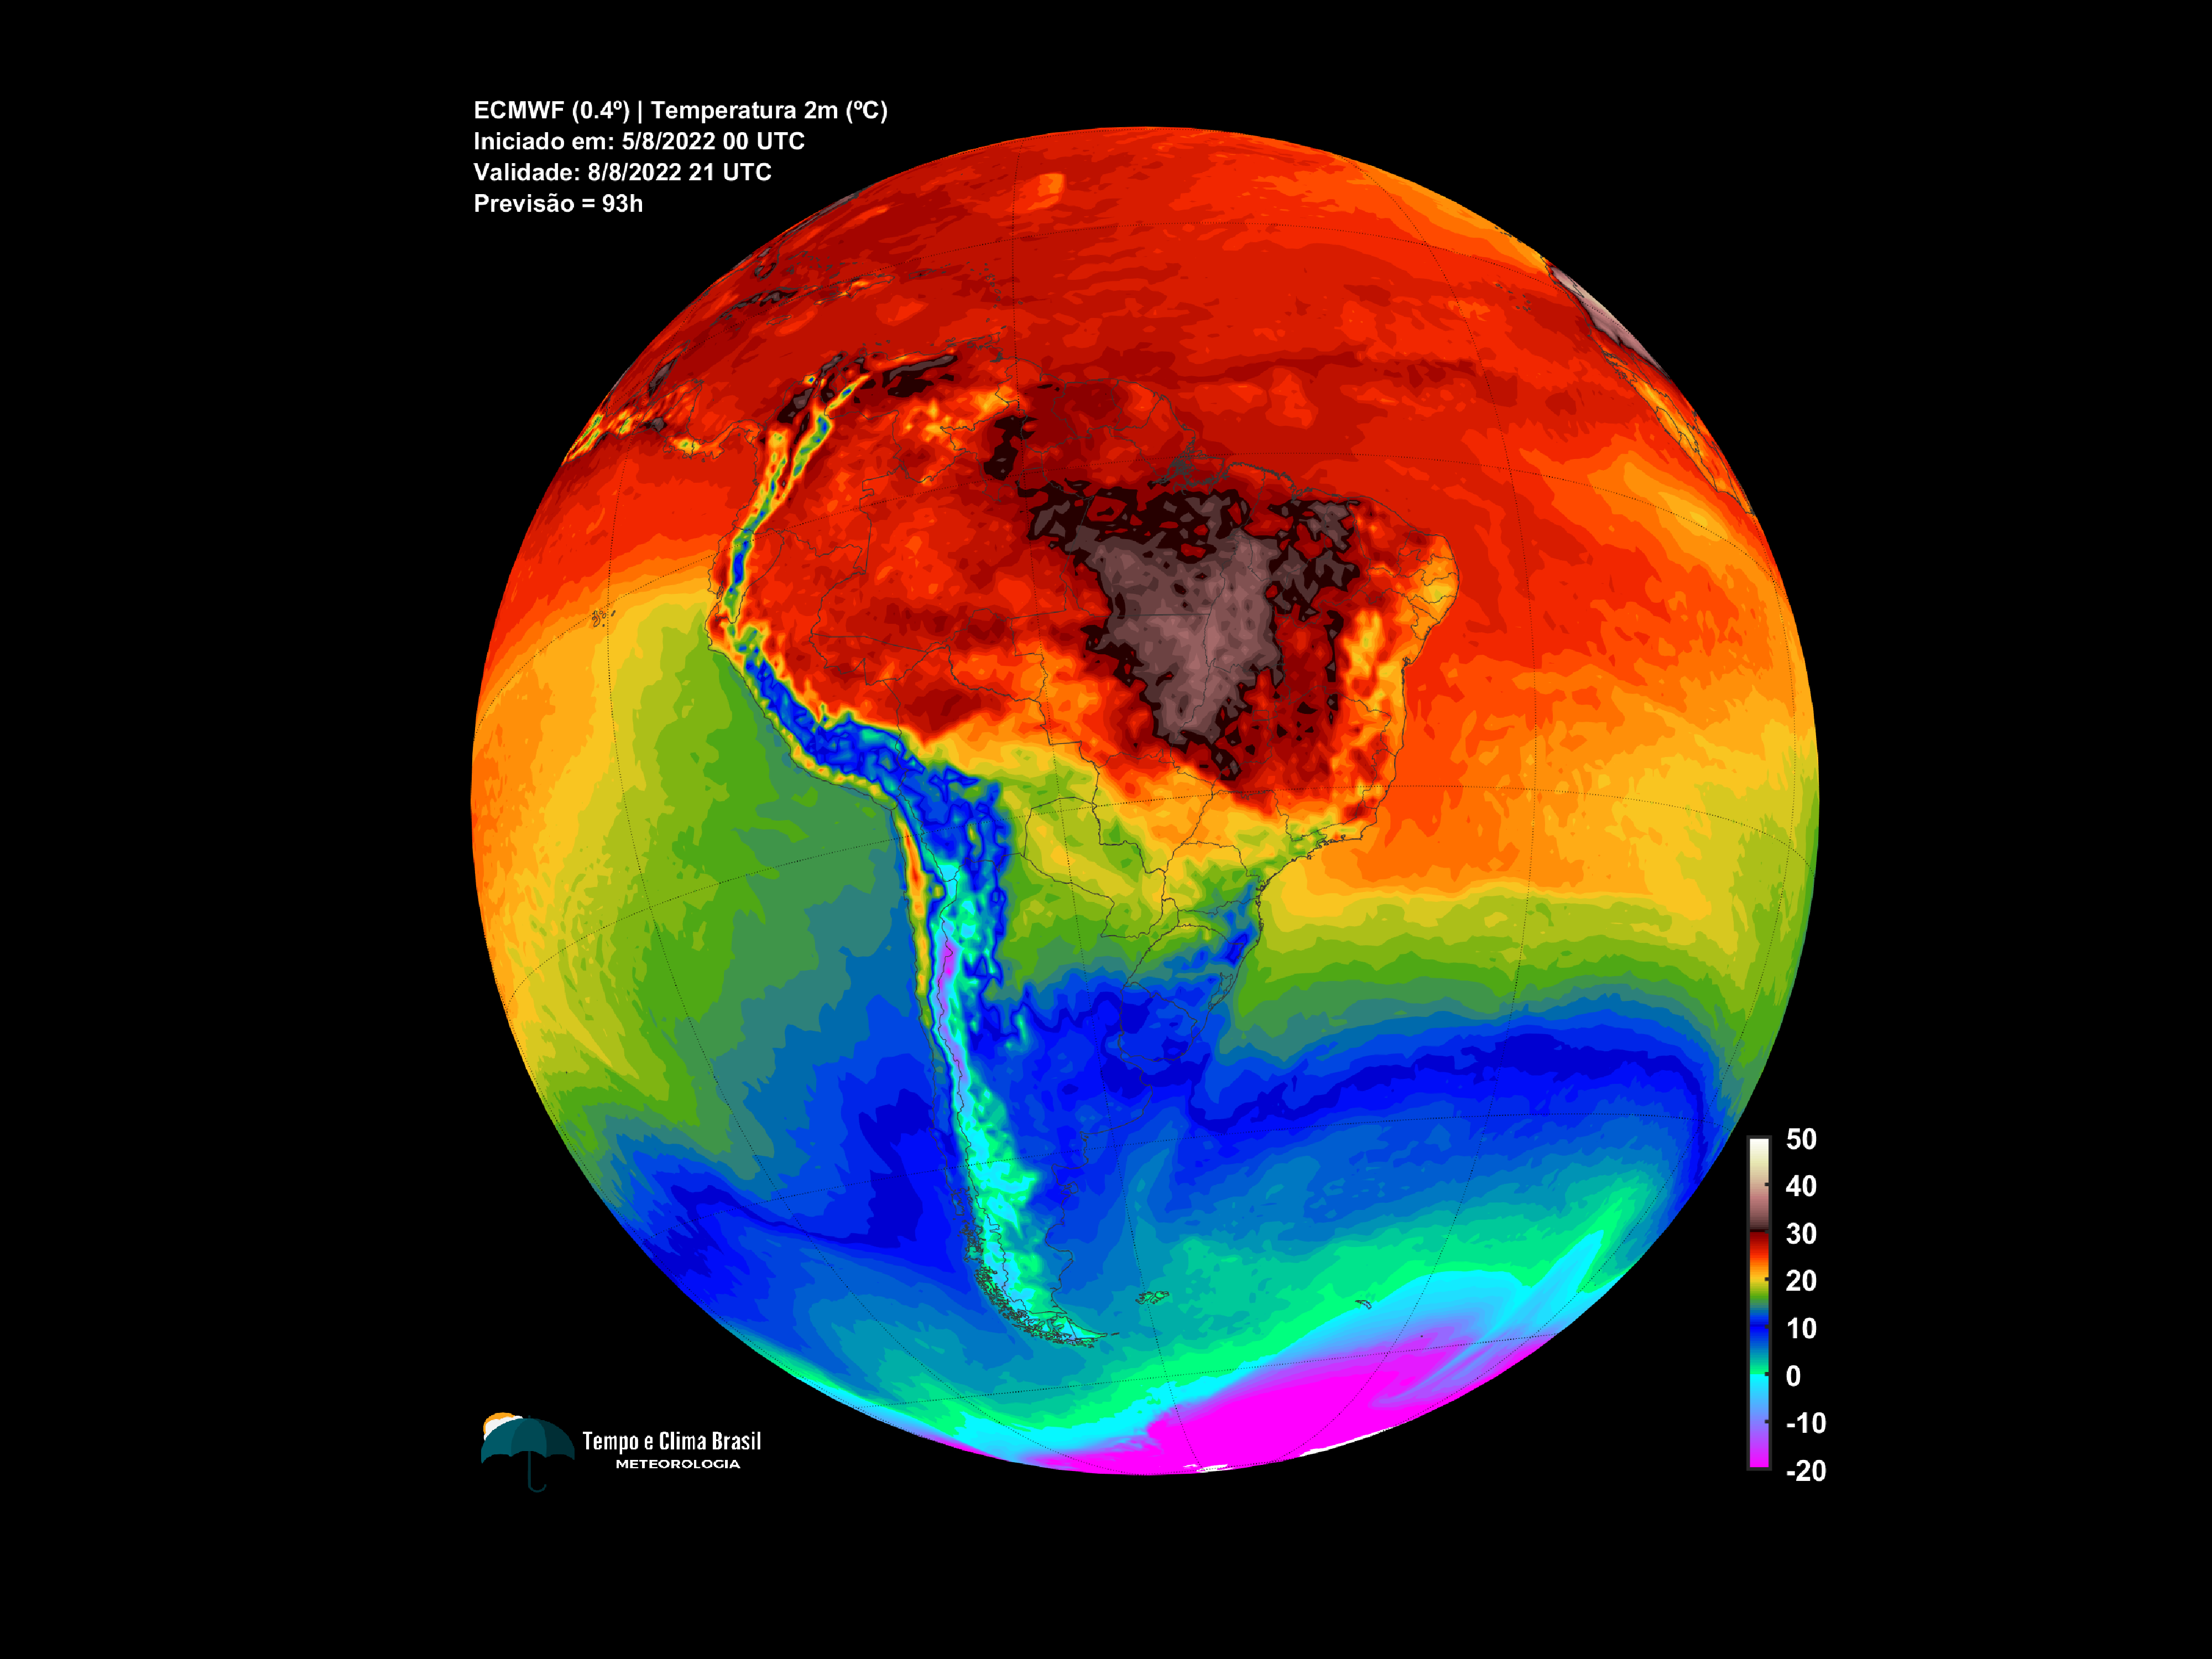 ECMWF (0.4º) | Temperatura 2m (ºC)
Iniciado em: 5/8/2022 00 UTC
Validade: 8/8/2022 21 UTC
Previsão = 93h
50
40
30
20
10
0
-10
-20
Tempo e Clima Brasil
METEOROLOGIA